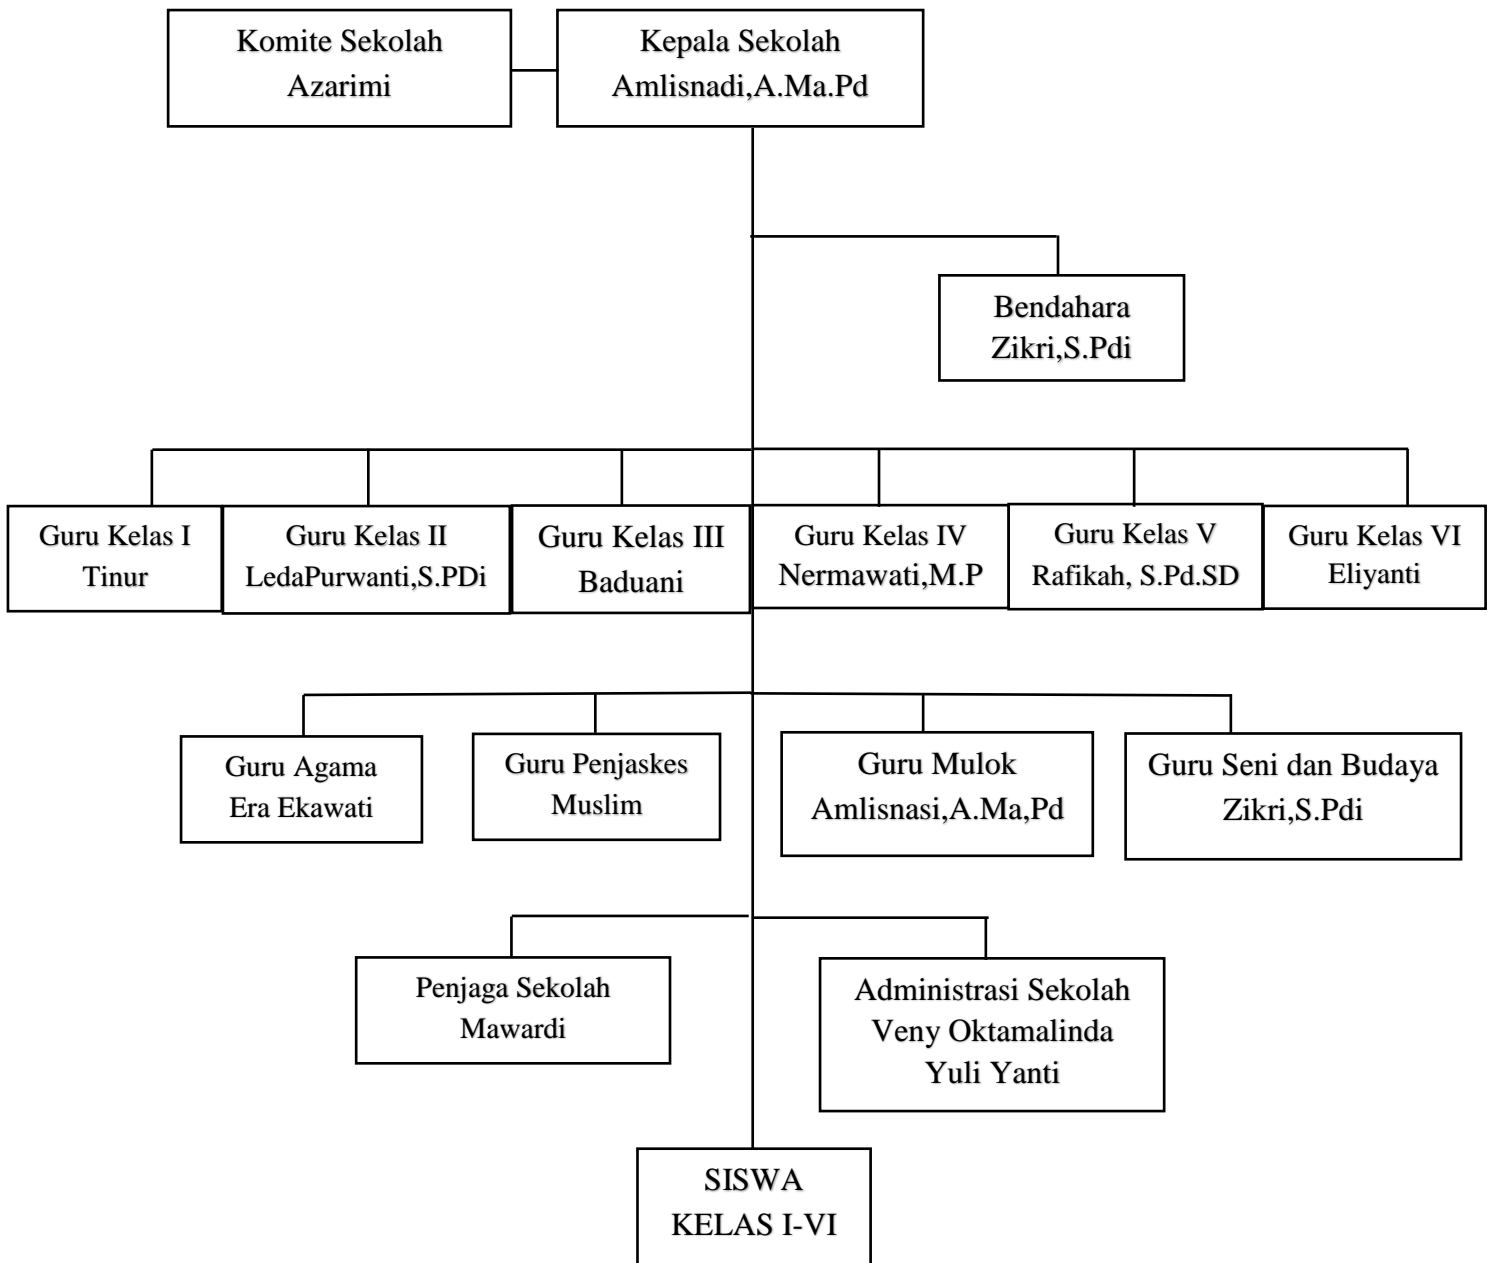 Komite Sekolah
Azarimi
Kepala Sekolah
Amlisnadi,A.Ma.Pd
Bendahara
Zikri,S.Pdi
Guru Kelas I
Tinur
Guru Kelas II
LedaPurwanti,S.PDi
Guru Kelas III
Baduani
Guru Kelas IV
Nermawati,M.P
Guru Kelas V
Rafikah, S.Pd.SD
Guru Kelas VI
Eliyanti
Guru Agama
Era Ekawati
Guru Penjaskes
Muslim
Guru Mulok
Amlisnasi,A.Ma,Pd
Guru Seni dan Budaya
Zikri,S.Pdi
Penjaga Sekolah
Mawardi
Administrasi Sekolah
Veny Oktamalinda
Yuli Yanti
SISWA
KELAS I-VI